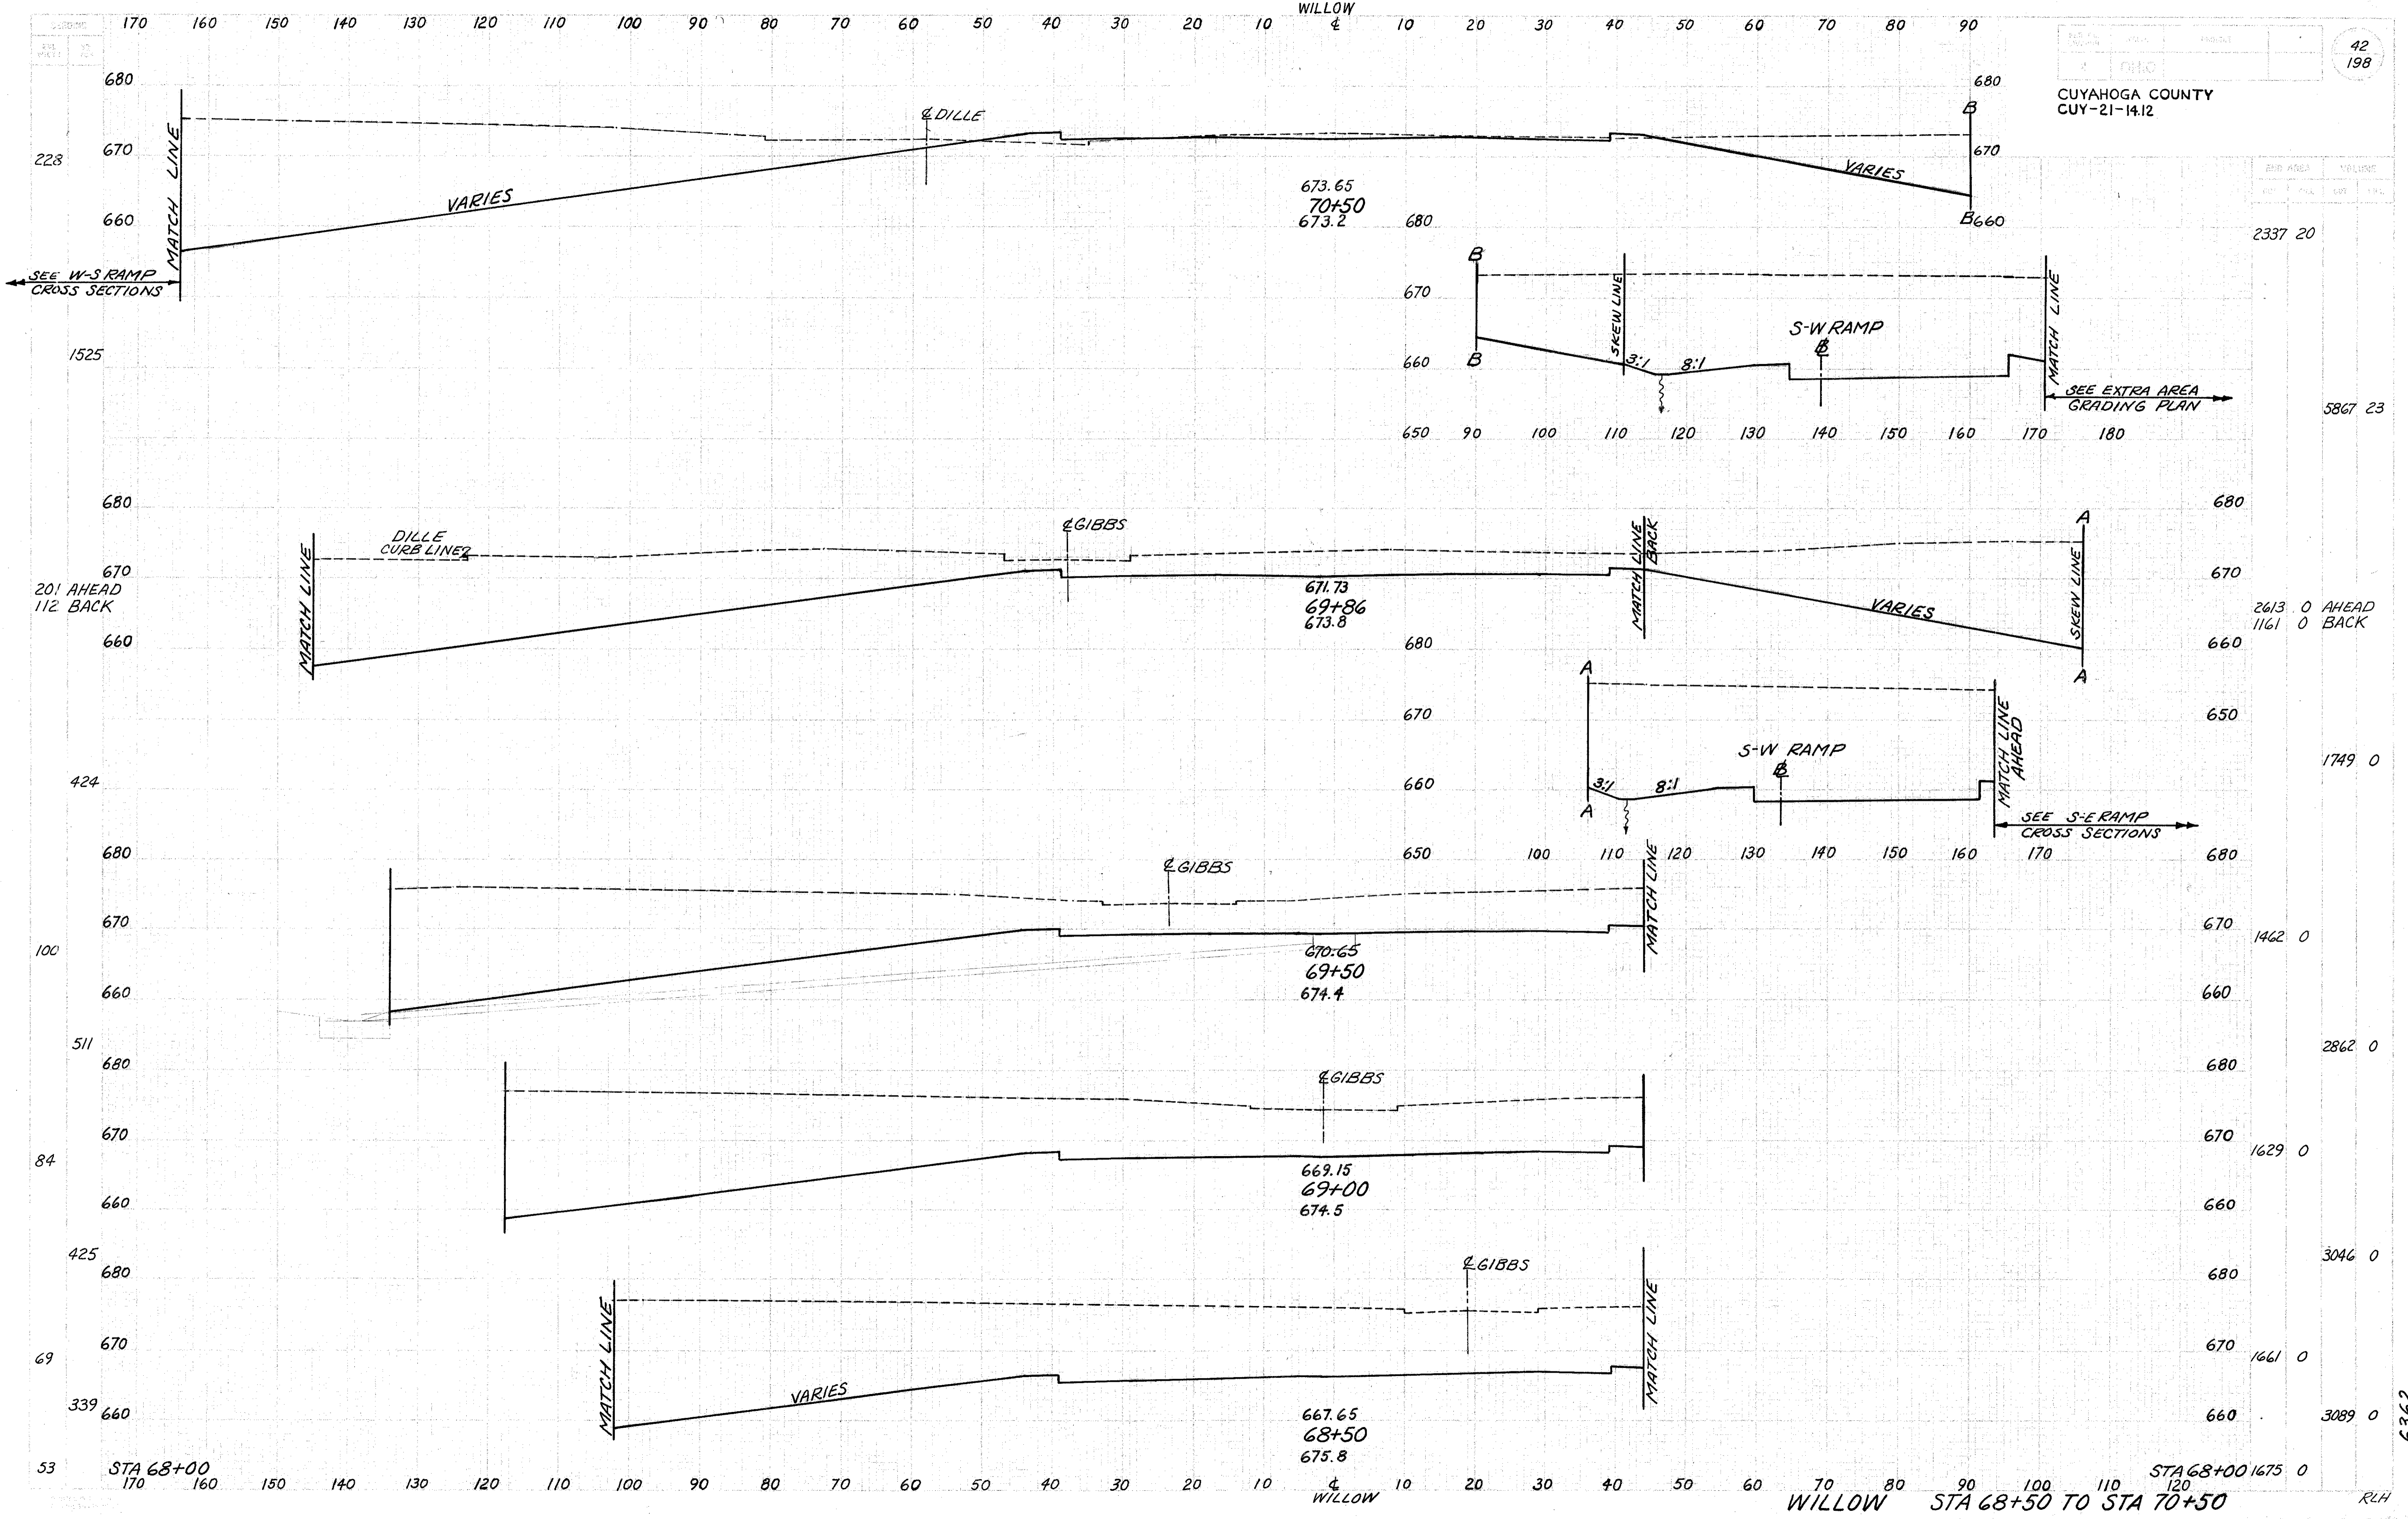 WILLOW
170 160 150 140 130 120 110 100 90 80 70 60 50 40 30 20 10 ℄ 10 20 30 40 50 60 70 80 90
42
198
OHIO
CUYAHOGA COUNTY
CUY-21-14.12
680 680
℄ DILLE
B
228 670 670
MATCH LINE
VARIES
VARIES
673.65
70+50
673.2
660 680 B 660
2337 20
SEE W-S RAMP
CROSS SECTIONS
B
670
SKEW LINE
S-W RAMP
B
MATCH LINE
1525
660 B 3:1 8:1
SEE EXTRA AREA
GRADING PLAN
5867 23
650 90 100 110 120 130 140 150 160 170 180
680 680
DILLE
CURB LINE
℄ GIBBS
MATCH LINE
BACK
A
MATCH LINE
670 670
201 AHEAD
112 BACK
671.73
69+86
673.8
VARIES
SKEW LINE
2613 0 AHEAD
1161 0 BACK
660 680 660
A
A
670 650
MATCH LINE
AHEAD
S-W RAMP
B
1749 0
424
660 3:1 8:1
A
SEE S-E RAMP
CROSS SECTIONS
680 650 100 110 120 130 140 150 160 170 680
℄ GIBBS
MATCH LINE
670 670
100
1462 0
670.65
69+50
674.4
660 660
511
2862 0
680 680
℄ GIBBS
670 670
84
1629 0
669.15
69+00
674.5
660 660
425
3046 0
680 680
℄ GIBBS
MATCH LINE
MATCH LINE
670 670
69
1661 0
VARIES
339 660 660 3089 0
667.65
68+50
675.8
6362
53 STA 68+00 STA 68+00 1675 0
170 160 150 140 130 120 110 100 90 80 70 60 50 40 30 20 10 ℄ 10 20 30 40 50 60 70 80 90 100 110 120
WILLOW
WILLOW STA 68+50 TO STA 70+50
RLH